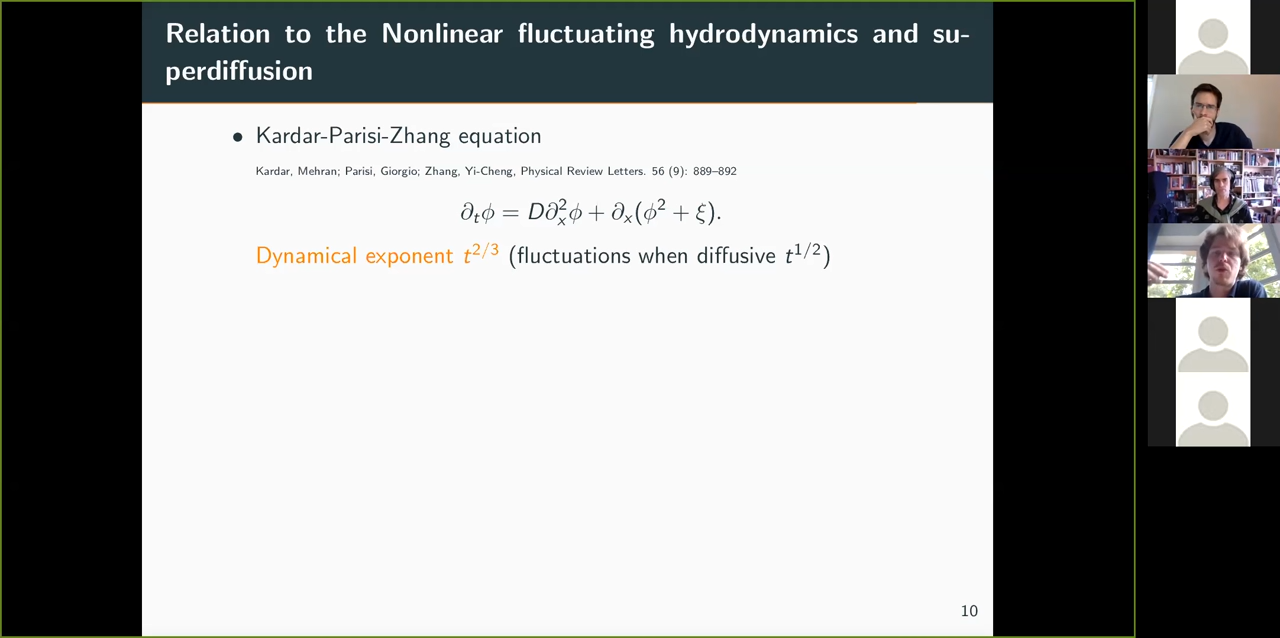 Relation to the Nonlinear fluctuating hydrodynamics and su-
perdiffusion
• Kardar-Parisi-Zhang equation
Kardar, Mehran; Parisi, Giorgio; Zhang, Yi-Cheng, Physical Review Letters. 56 (9): 889–892
∂ₜϕ = D∂ₓ²ϕ + ∂ₓ(ϕ² + ξ).
Dynamical exponent t^{2/3} (fluctuations when diffusive t^{1/2})
10